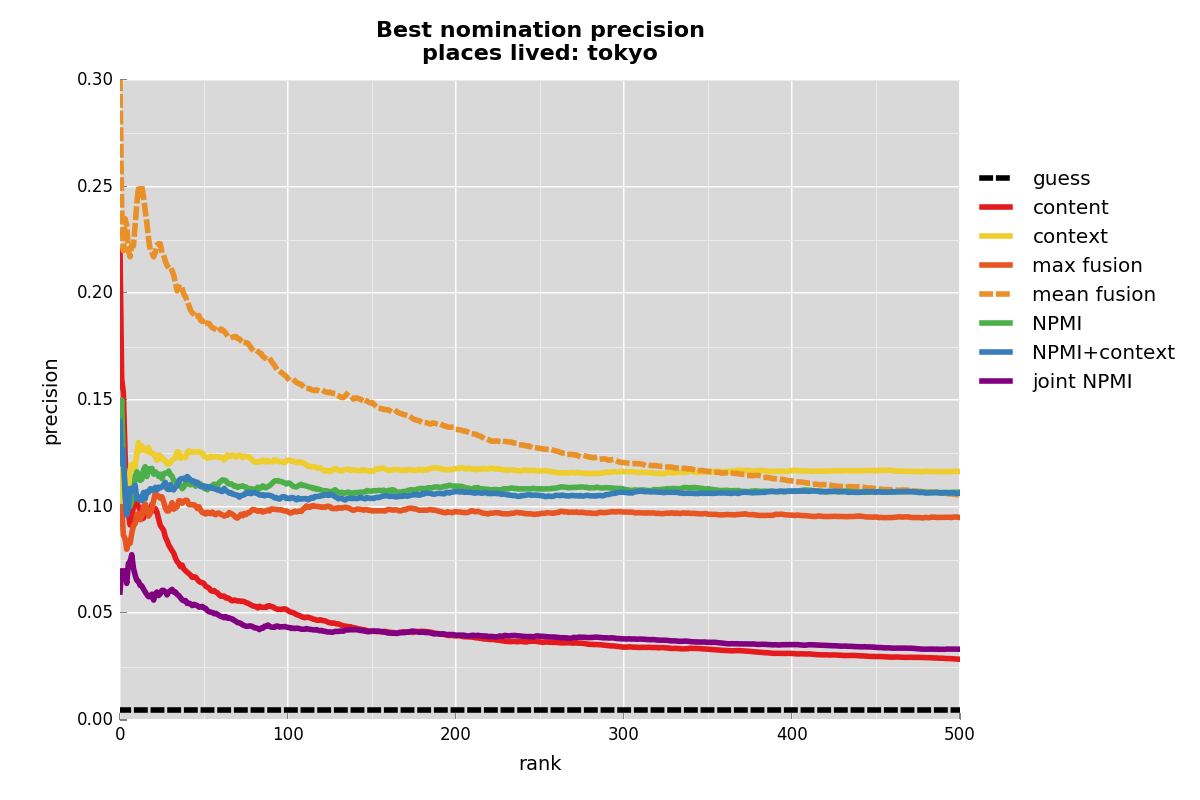 Best nomination precision
places lived: tokyo
0.30
0.25
0.20
0.15
0.10
0.05
0.00
precision
0
100
200
300
400
500
rank
guess
content
context
max fusion
mean fusion
NPMI
NPMI+context
joint NPMI